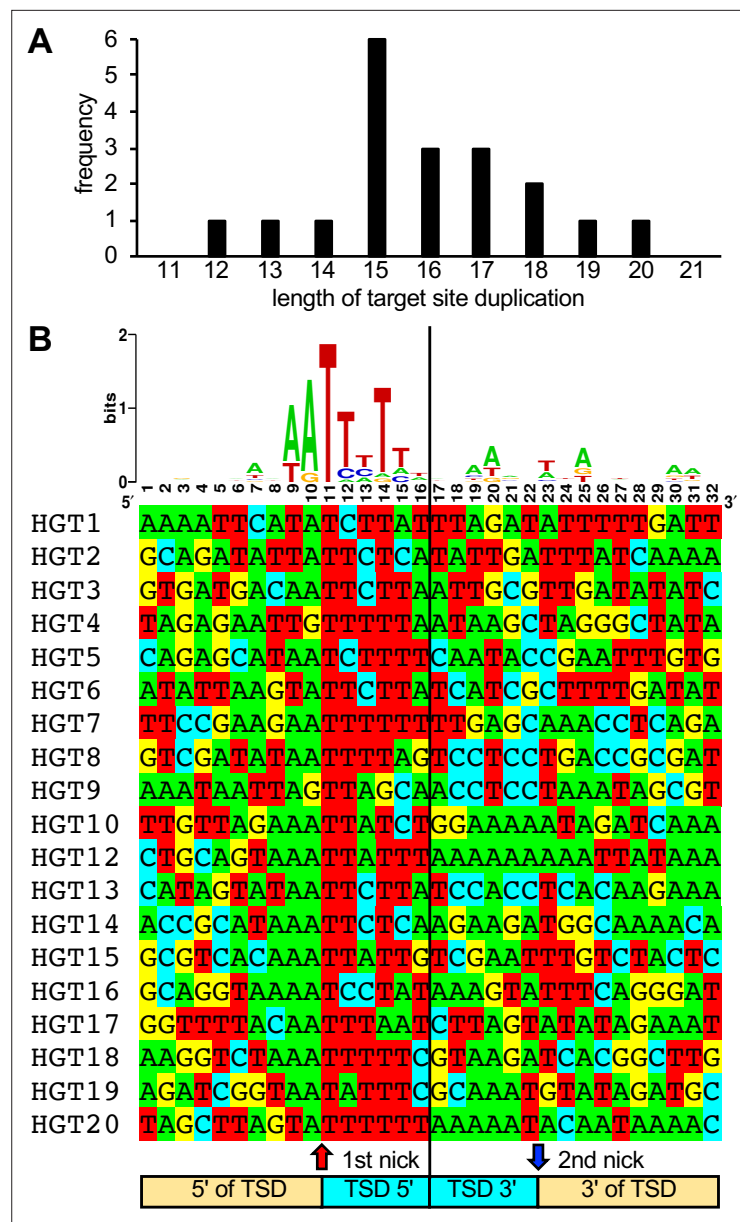 A
6
5
4
3
2
1
0
frequency
11 12 13 14 15 16 17 18 19 20 21
length of target site duplication
B
2
1
0
bits
5′ 1 2 3 4 5 6 7 8 9 10 11 12 13 14 15 16 17 18 19 20 21 22 23 24 25 26 27 28 29 30 31 32 3′
HGT1 AAAATTCATATCTTATTTAGATATTTTTGATT
HGT2 GCAGATATTATTCTCATATTGATTTATCAAAA
HGT3 GTGATGACAATTCTTAATTGCGTTGATATATC
HGT4 TAGAGAATTGTTTTTAATAAGCTAGGGCTATA
HGT5 CAGAGCATAATCTTTTCAATACCGAATTTGTG
HGT6 ATATTAAGTATTCTTATCATCGCTTTTGATAT
HGT7 TTCCGAAGAATTTTTTTTGAGCAAACCTCAGA
HGT8 GTCGATATAATTTTAGTCCTCCTGACCGCGAT
HGT9 AAATAATTAGTTAGCAACCTCCTAAATAGCGT
HGT10 TTGTTAGAAATTATCTGGAAAAATAGATCAAA
HGT12 CTGCAGTAAATTATTTAAAAAAAAATTATAAA
HGT13 CATAGTATAATTCTTATCCACCTCACAAGAAA
HGT14 ACCGCATAAATTCTCAAGAAGATGGCAAAACA
HGT15 GCGTCACAAATTATTGTCGAATTTGTCTACTC
HGT16 GCAGGTAAAATCCTATAAAGTATTTCAGGGAT
HGT17 GGTTTTACAATTTAATCTTAGTATATAGAAAT
HGT18 AAGGTCTAAATTTTTCGTAAGATCACGGCTTG
HGT19 AGATCGGTAATATTTCGCAAATGTATAGATGC
HGT20 TAGCTTAGTATTTTTTAAAAATACAATAAAAC
1st nick 2nd nick
5' of TSD TSD 5' TSD 3' 3' of TSD